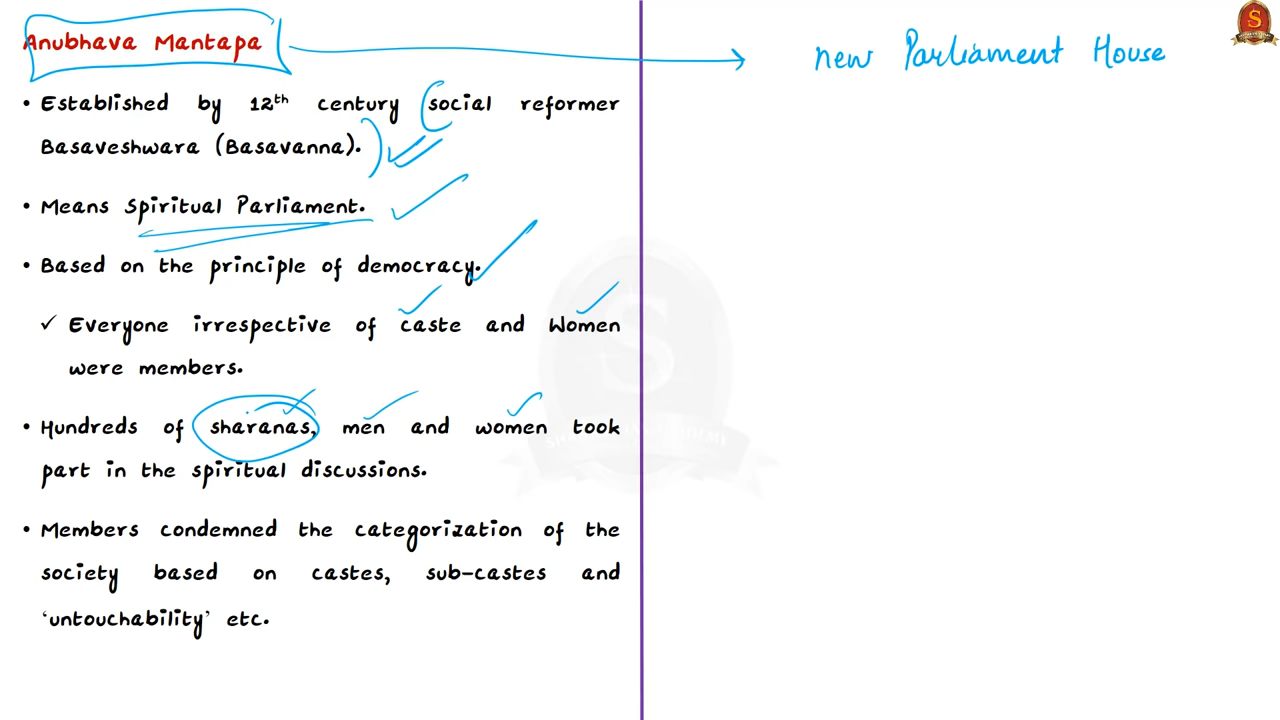 Anubhava Mantapa
new Parliament House
• Established by 12th century social reformer
Basaveshwara (Basavanna).
• Means Spiritual Parliament.
• Based on the principle of democracy.
✓ Everyone irrespective of caste and Women
were members.
• Hundreds of sharanas, men and women took
part in the spiritual discussions.
• Members condemned the categorization of the
society based on castes, sub-castes and
‘untouchability’ etc.